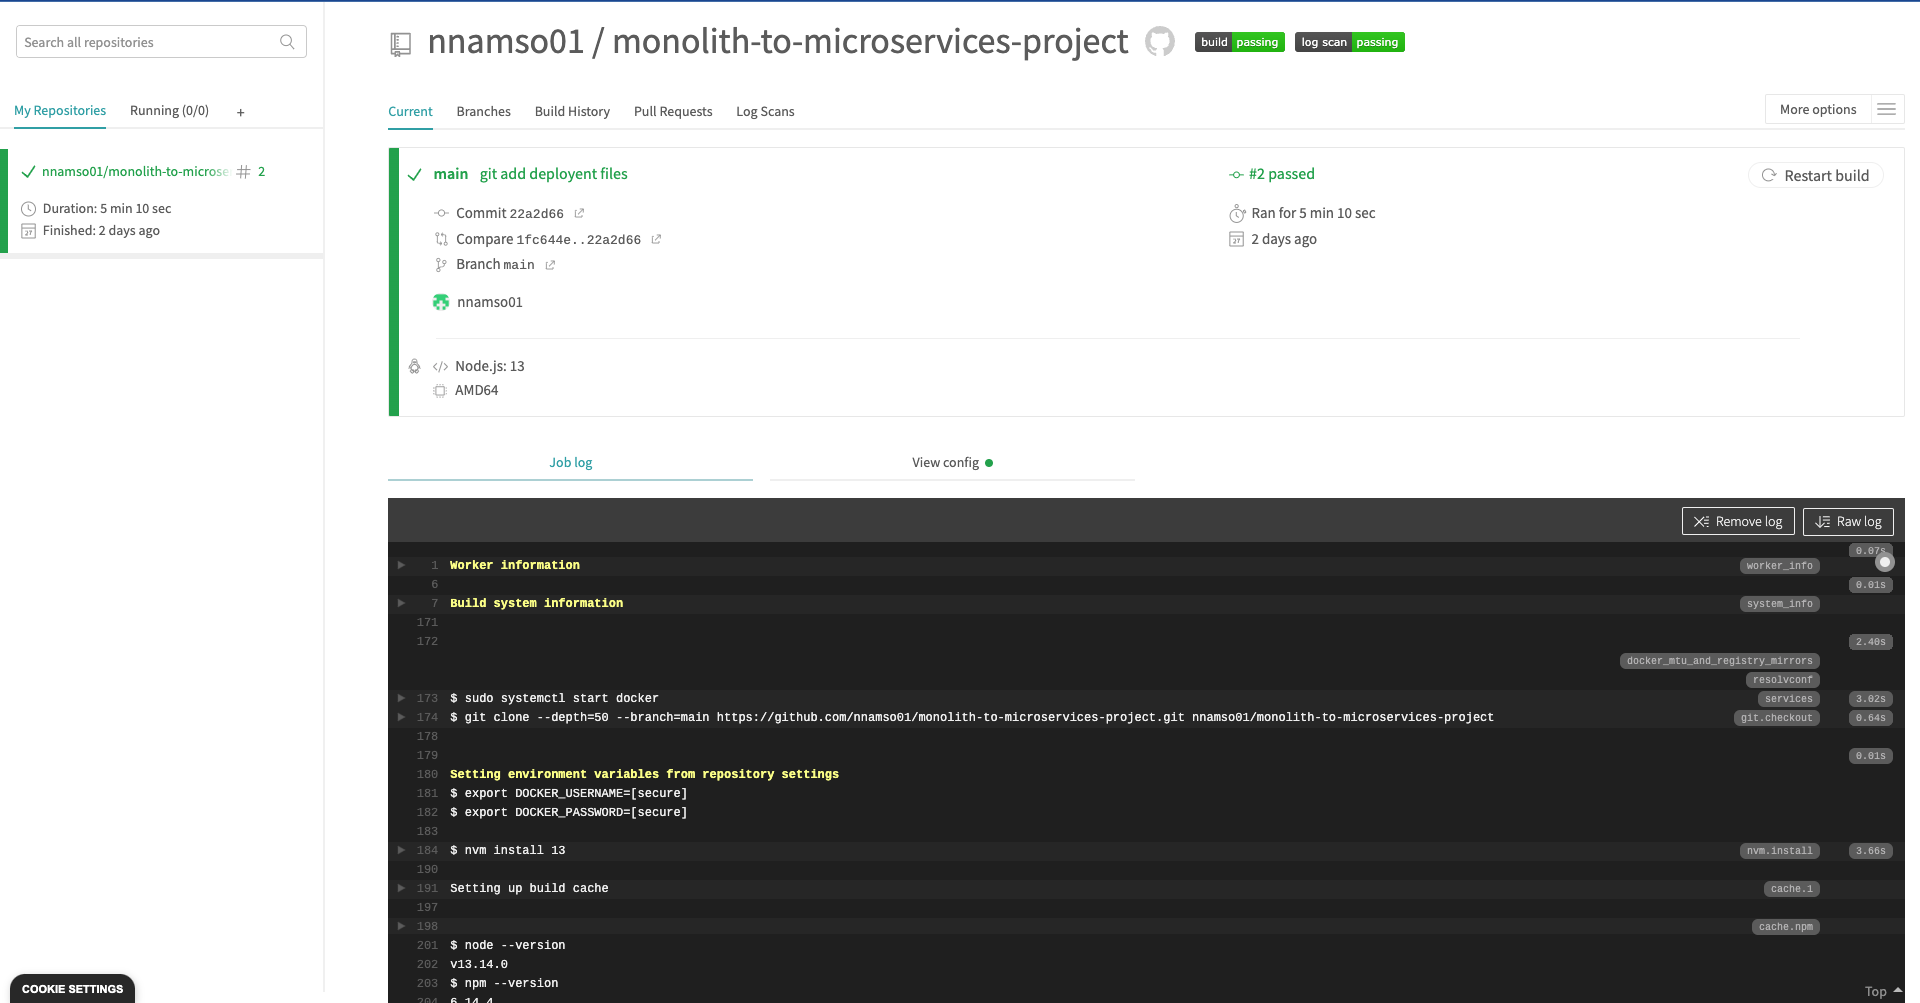 Search all repositories
My Repositories
Running (0/0)
+
nnamso01/monolith-to-microse
2
Duration: 5 min 10 sec
Finished: 2 days ago
nnamso01 / monolith-to-microservices-project
build passing
log scan passing
Current
Branches
Build History
Pull Requests
Log Scans
More options
main git add deployent files
Commit 22a2d66
Compare 1fc644e..22a2d66
Branch main
nnamso01
Node.js: 13
AMD64
#2 passed
Ran for 5 min 10 sec
2 days ago
Restart build
Job log
View config
Remove log
Raw log
0.07s
1 Worker information worker_info
6 0.01s
7 Build system information system_info
171
172 2.40s
docker_mtu_and_registry_mirrors
resolvconf
173 $ sudo systemctl start docker services 3.02s
174 $ git clone --depth=50 --branch=main https://github.com/nnamso01/monolith-to-microservices-project.git nnamso01/monolith-to-microservices-project git.checkout 0.64s
178
179 0.01s
180 Setting environment variables from repository settings
181 $ export DOCKER_USERNAME=[secure]
182 $ export DOCKER_PASSWORD=[secure]
183
184 $ nvm install 13 nvm.install 3.66s
190
191 Setting up build cache cache.1
197
198 cache.npm
201 $ node --version
202 v13.14.0
203 $ npm --version
204 6.14.4
Top
COOKIE SETTINGS